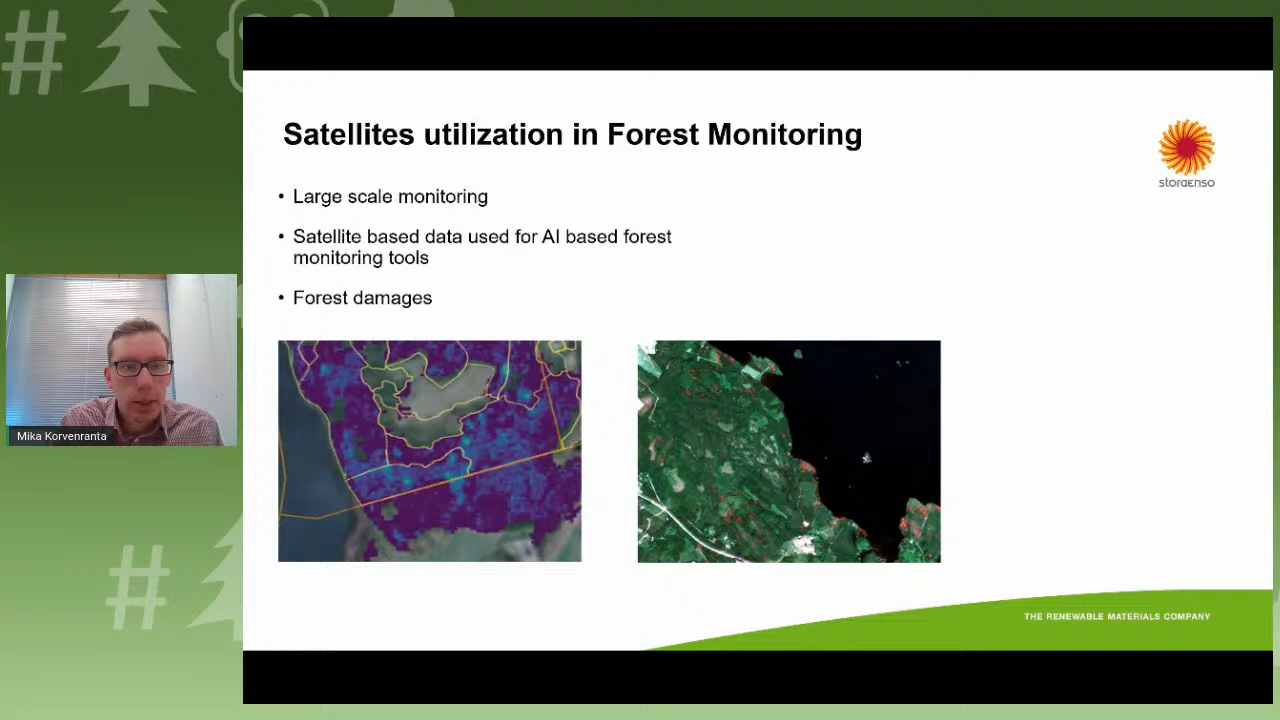 #
Satellites utilization in Forest Monitoring
storaenso
• Large scale monitoring
• Satellite based data used for AI based forest
monitoring tools
• Forest damages
Mika Korvenranta
#
THE RENEWABLE MATERIALS COMPANY